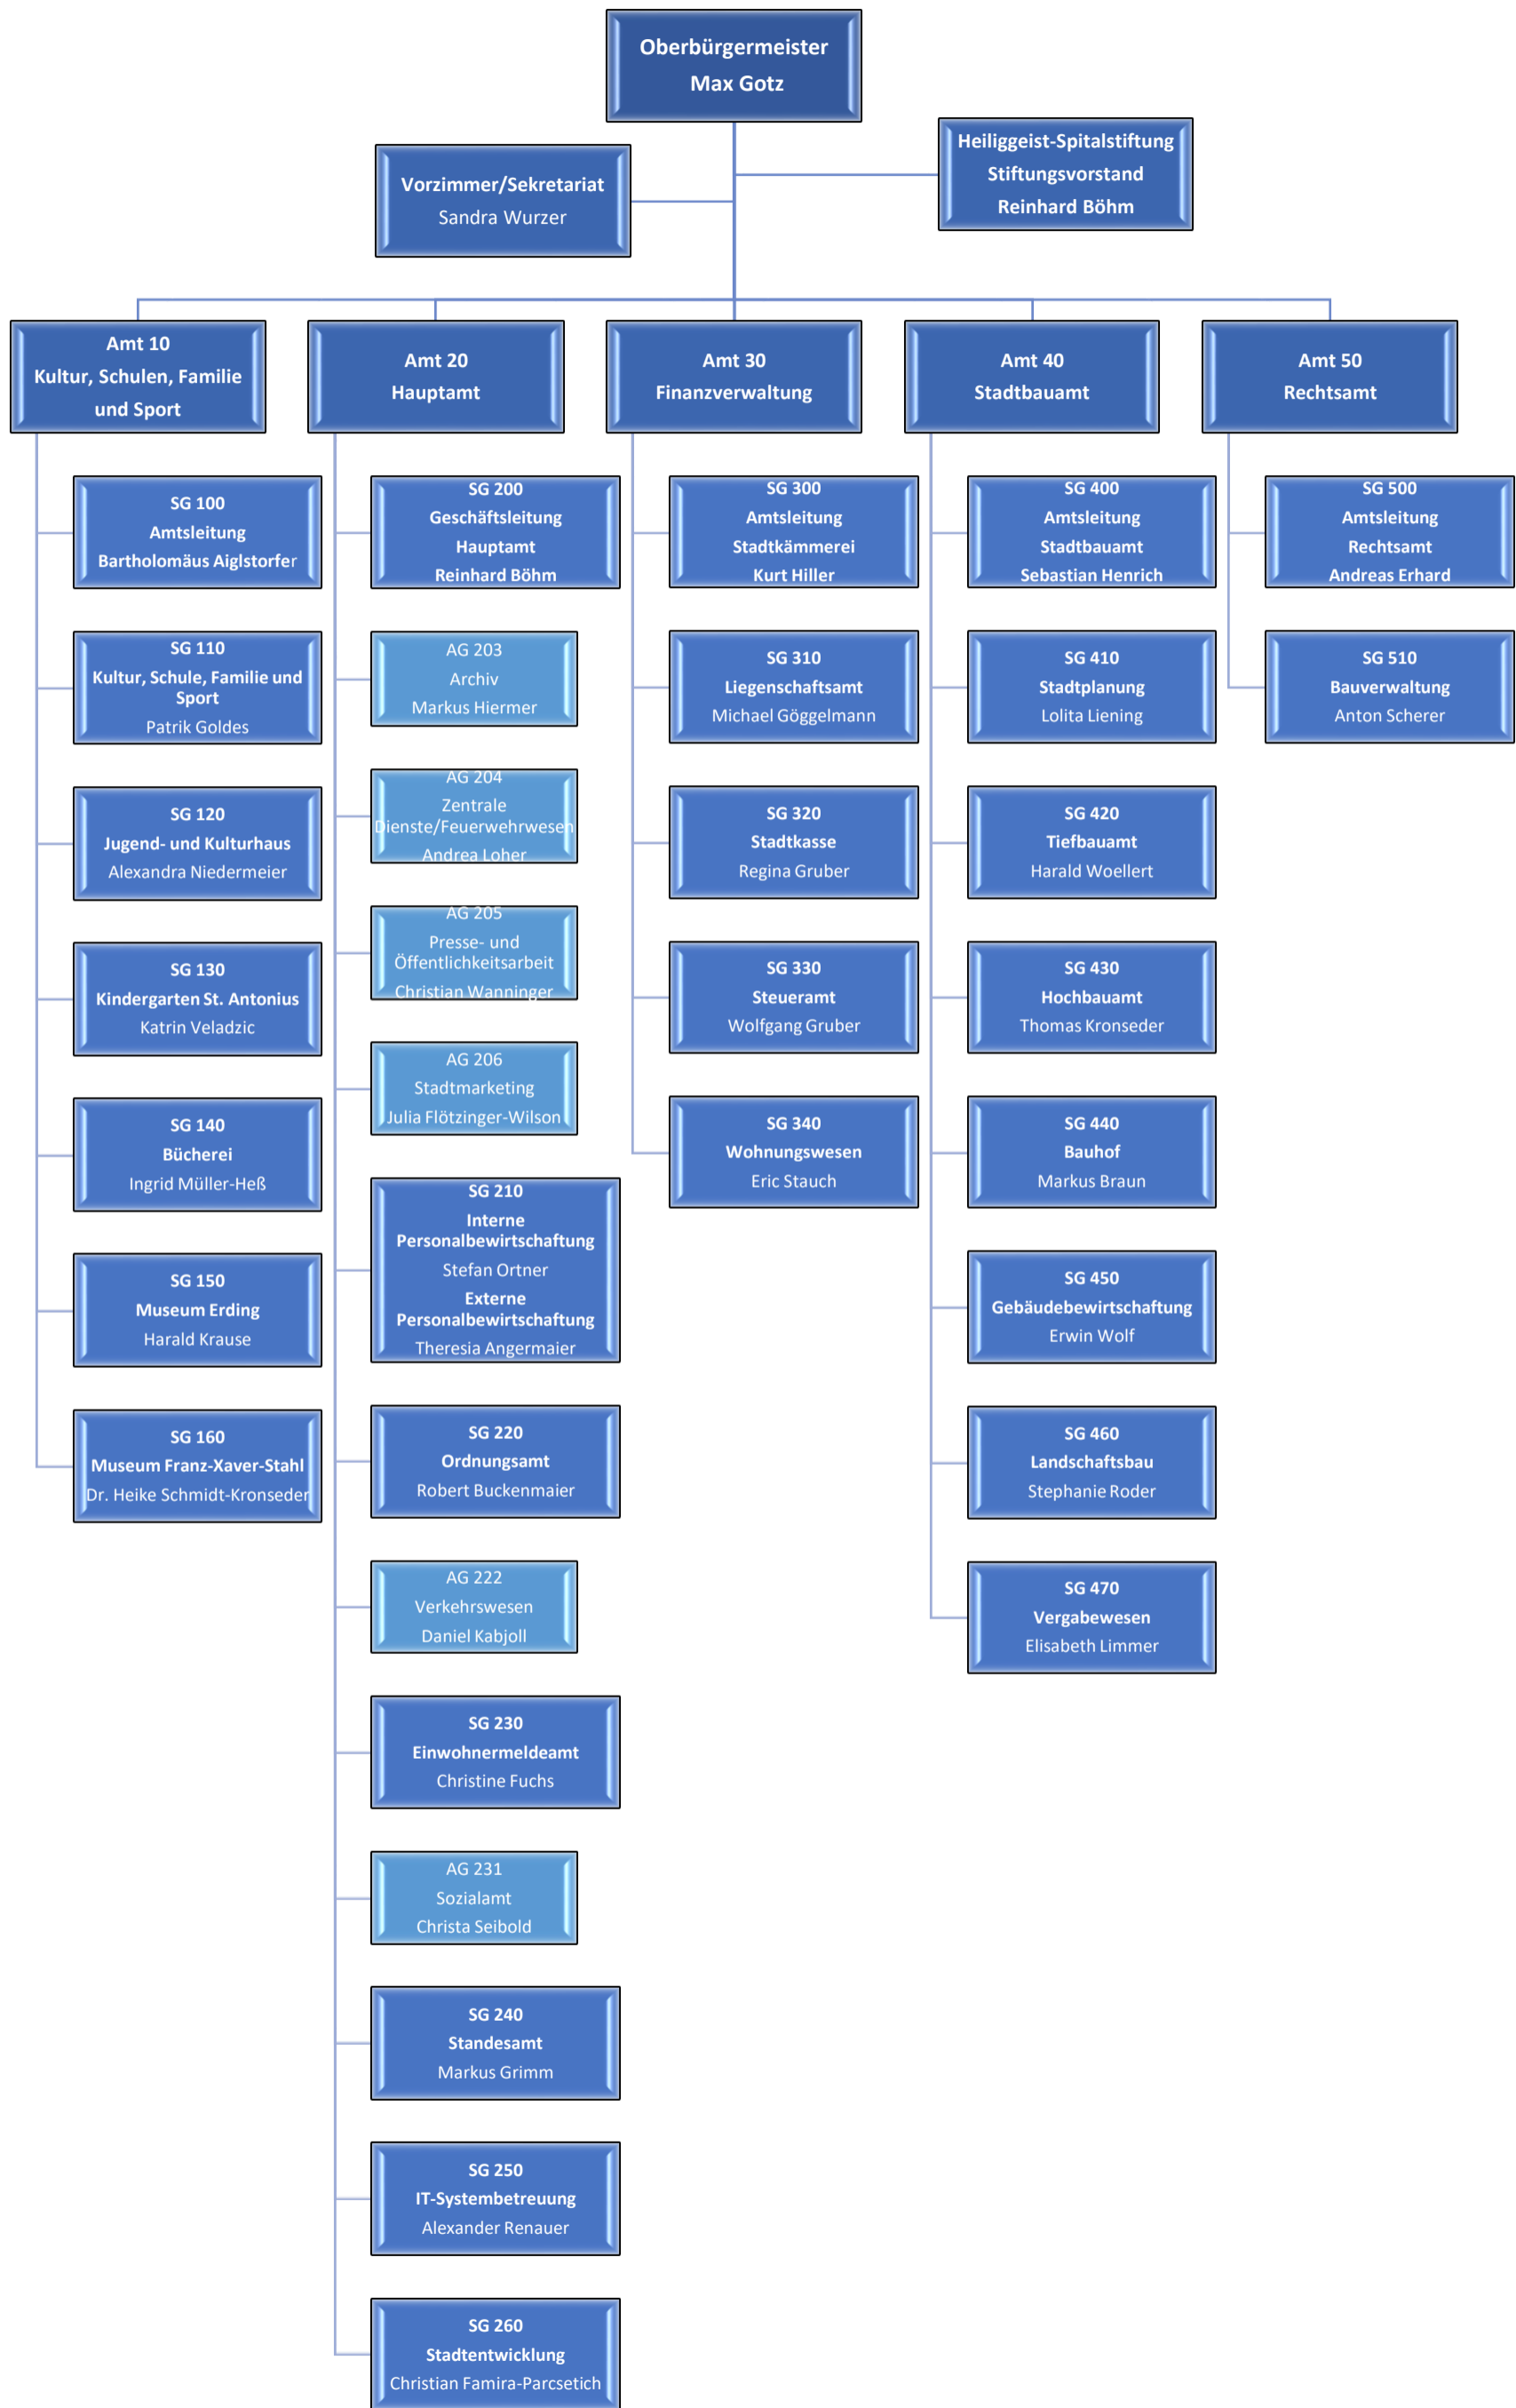 Oberbürgermeister
Max Gotz
Heiliggeist-Spitalstiftung
Stiftungsvorstand
Reinhard Böhm
Vorzimmer/Sekretariat
Sandra Wurzer
Amt 10
Kultur, Schulen, Familie
und Sport
Amt 20
Hauptamt
Amt 30
Finanzverwaltung
Amt 40
Stadtbauamt
Amt 50
Rechtsamt
SG 100
Amtsleitung
Bartholomäus Aiglstorfer
SG 110
Kultur, Schule, Familie und
Sport
Patrik Goldes
SG 120
Jugend- und Kulturhaus
Alexandra Niedermeier
SG 130
Kindergarten St. Antonius
Katrin Veladzic
SG 140
Bücherei
Ingrid Müller-Heß
SG 150
Museum Erding
Harald Krause
SG 160
Museum Franz-Xaver-Stahl
Dr. Heike Schmidt-Kronseder
SG 200
Geschäftsleitung
Hauptamt
Reinhard Böhm
AG 203
Archiv
Markus Hiermer
AG 204
Zentrale
Dienste/Feuerwehrwesen
Andrea Loher
AG 205
Presse- und
Öffentlichkeitsarbeit
Christian Wanninger
AG 206
Stadtmarketing
Julia Flötzinger-Wilson
SG 210
Interne
Personalbewirtschaftung
Stefan Ortner
Externe
Personalbewirtschaftung
Theresia Angermaier
SG 220
Ordnungsamt
Robert Buckenmaier
AG 222
Verkehrswesen
Daniel Kabjoll
SG 230
Einwohnermeldeamt
Christine Fuchs
AG 231
Sozialamt
Christa Seibold
SG 240
Standesamt
Markus Grimm
SG 250
IT-Systembetreuung
Alexander Renauer
SG 260
Stadtentwicklung
Christian Famira-Parcsetich
SG 300
Amtsleitung
Stadtkämmerei
Kurt Hiller
SG 310
Liegenschaftsamt
Michael Göggelmann
SG 320
Stadtkasse
Regina Gruber
SG 330
Steueramt
Wolfgang Gruber
SG 340
Wohnungswesen
Eric Stauch
SG 400
Amtsleitung
Stadtbauamt
Sebastian Henrich
SG 410
Stadtplanung
Lolita Liening
SG 420
Tiefbauamt
Harald Woellert
SG 430
Hochbauamt
Thomas Kronseder
SG 440
Bauhof
Markus Braun
SG 450
Gebäudebewirtschaftung
Erwin Wolf
SG 460
Landschaftsbau
Stephanie Roder
SG 470
Vergabewesen
Elisabeth Limmer
SG 500
Amtsleitung
Rechtsamt
Andreas Erhard
SG 510
Bauverwaltung
Anton Scherer